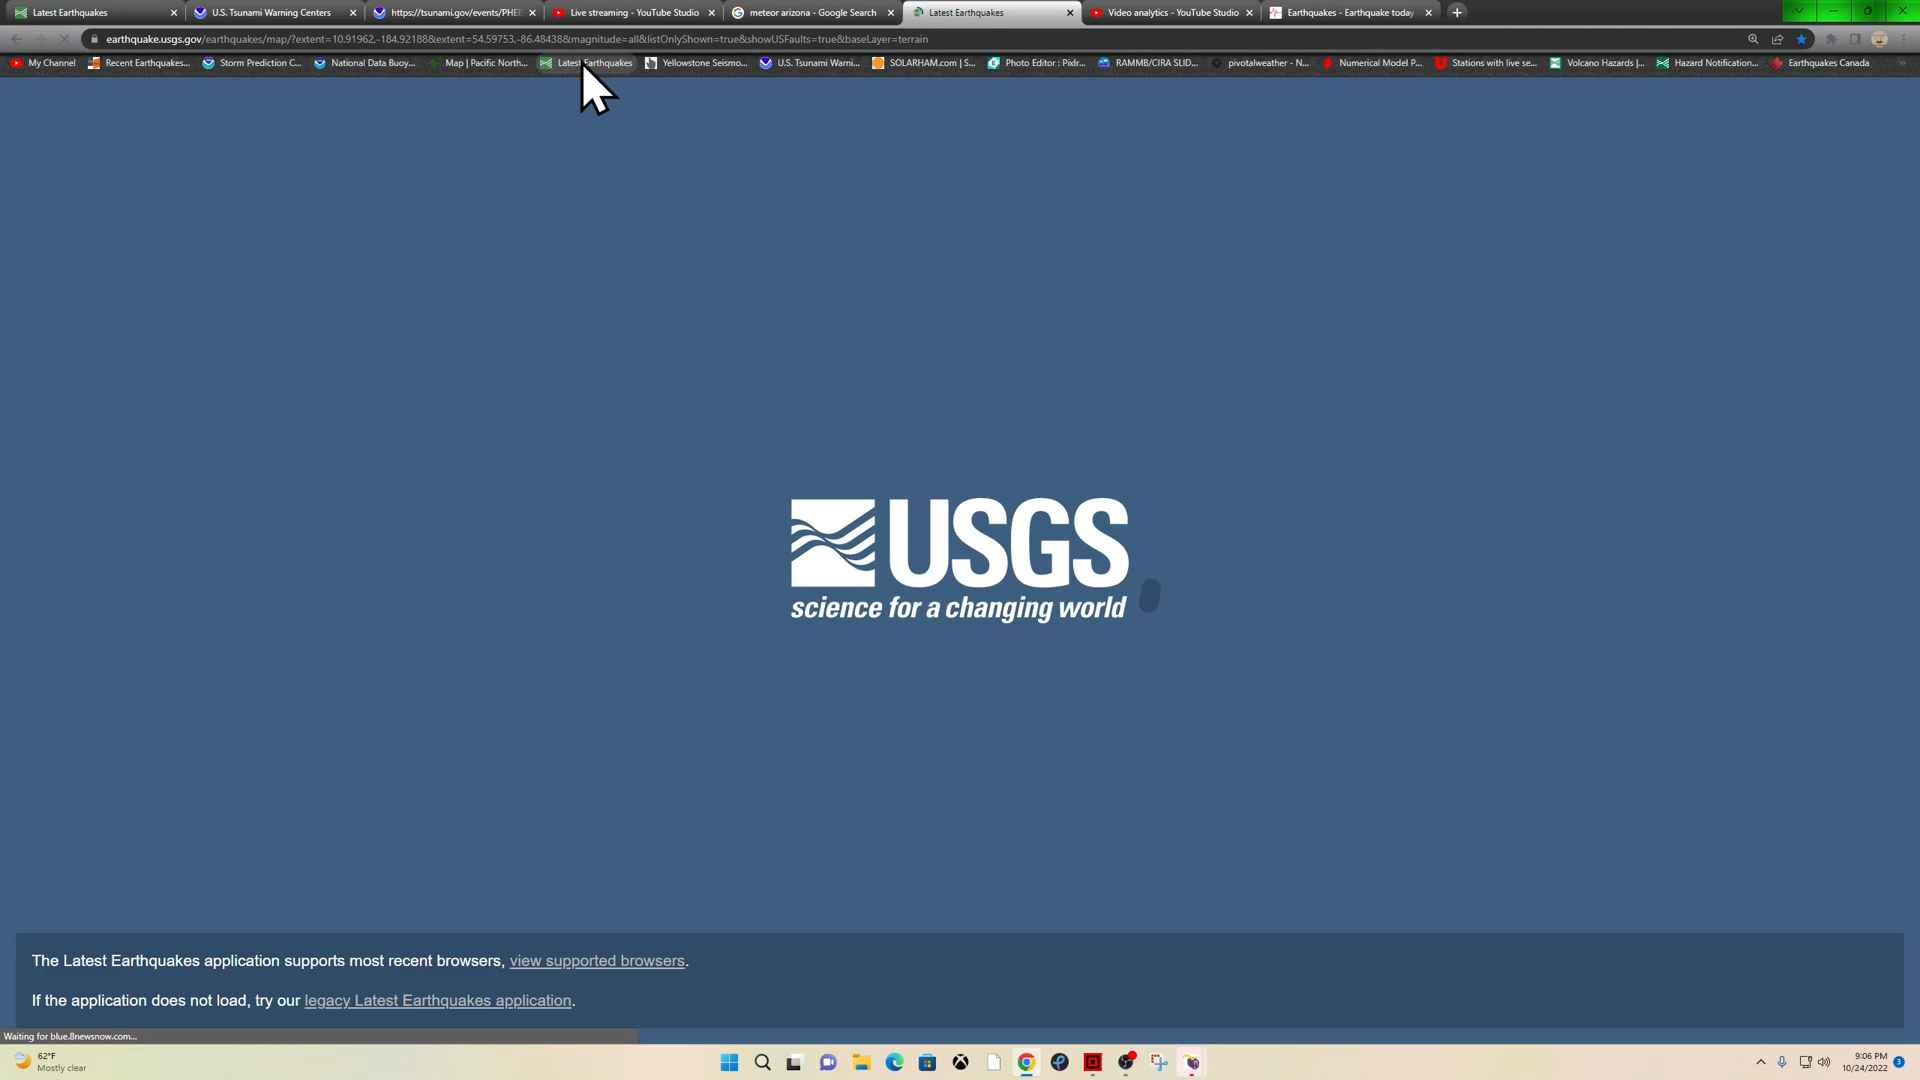 Latest Earthquakes
U.S. Tsunami Warning Centers
https://tsunami.gov/events/PHEB
Live streaming - YouTube Studio
meteor arizona - Google Search
Latest Earthquakes
Video analytics - YouTube Studio
Earthquakes - Earthquake today
earthquake.usgs.gov/earthquakes/map/?extent=10.91962,-184.92188&extent=54.59753,-86.48438&magnitude=all&listOnlyShown=true&showUSFaults=true&baseLayer=terrain
My Channel
Recent Earthquakes...
Storm Prediction C...
National Data Buoy...
Map | Pacific North...
Latest Earthquakes
Yellowstone Seismo...
U.S. Tsunami Warni...
SOLARHAM.com | S...
Photo Editor : Pixlr...
RAMMB/CIRA SLID...
pivotalweather - N...
Numerical Model P...
Stations with live se...
Volcano Hazards |...
Hazard Notification...
Earthquakes Canada
USGS
science for a changing world
The Latest Earthquakes application supports most recent browsers, view supported browsers.
If the application does not load, try our legacy Latest Earthquakes application.
Waiting for blue.8newsnow.com...
62°F
Mostly clear
9:06 PM
10/24/2022
3